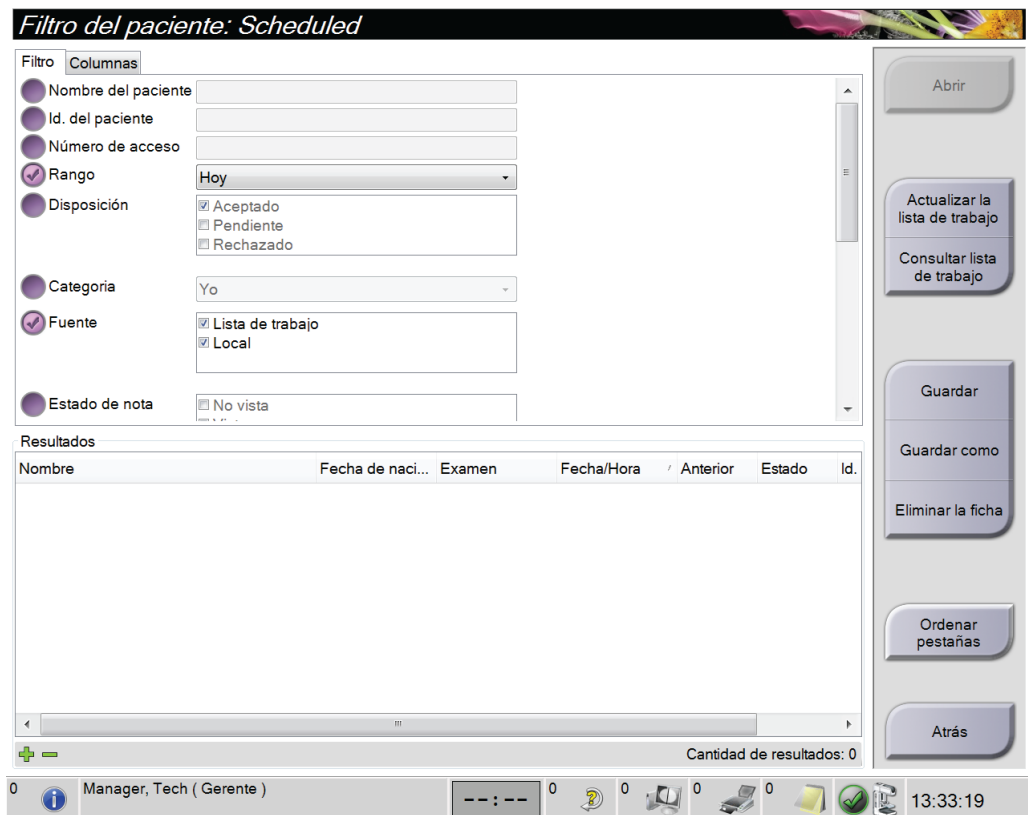 Filtro del paciente: Scheduled
Filtro Columnas
Nombre del paciente
Id. del paciente
Número de acceso
Rango Hoy
Disposición Aceptado
Pendiente
Rechazado
Categoria Yo
Fuente Lista de trabajo
Local
Estado de nota No vista
Abrir
Actualizar la
lista de trabajo
Consultar lista
de trabajo
Guardar
Guardar como
Eliminar la ficha
Ordenar
pestañas
Atrás
Resultados
Nombre Fecha de naci... Examen Fecha/Hora Anterior Estado Id.
Cantidad de resultados: 0
0 Manager, Tech ( Gerente ) --:-- 0 0 0 0 13:33:19